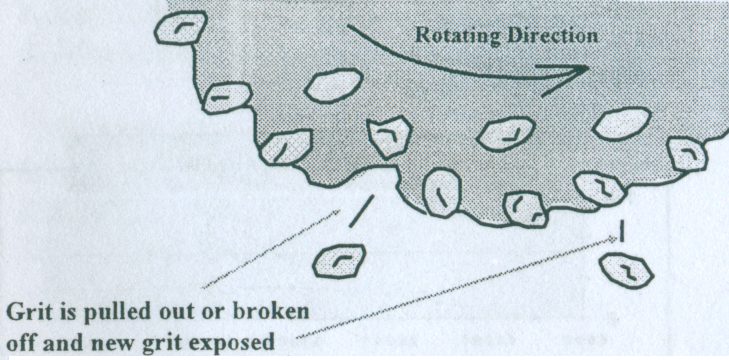 Rotating Direction
Grit is pulled out or broken
off and new grit exposed